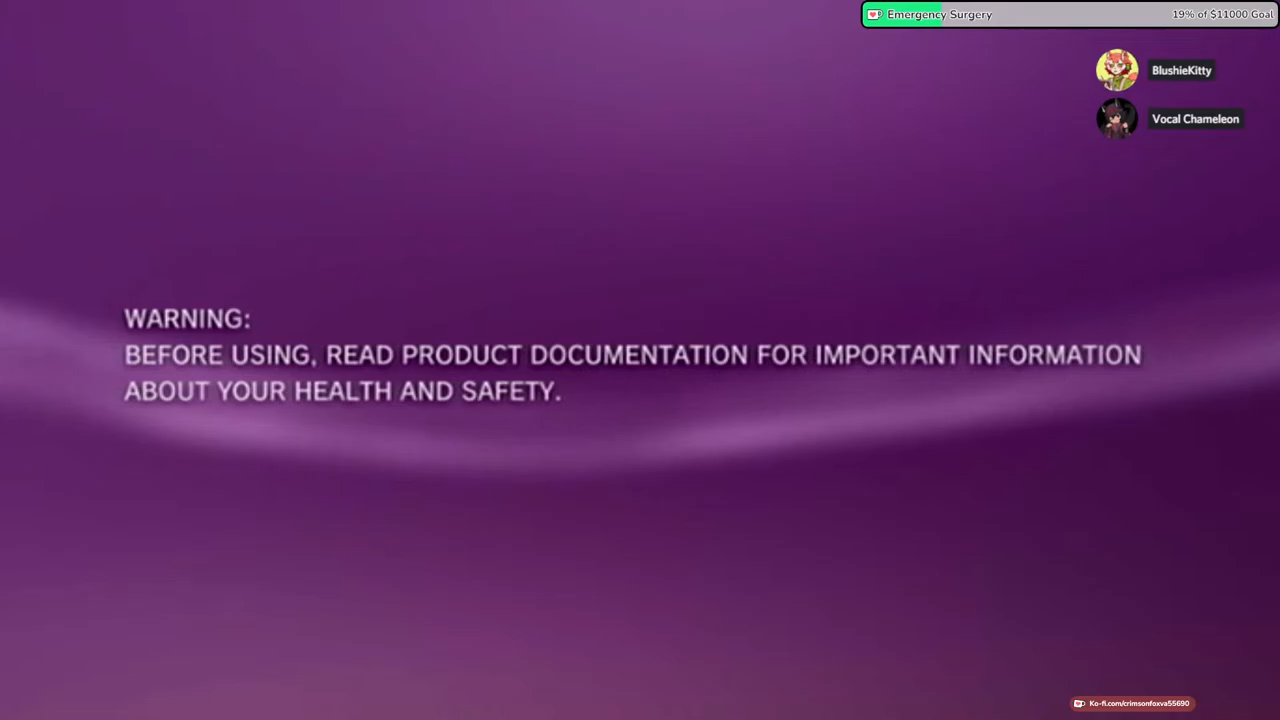 Emergency Surgery 19% of $11000 Goal
BlushieKitty
Vocal Chameleon
WARNING:
BEFORE USING, READ PRODUCT DOCUMENTATION FOR IMPORTANT INFORMATION
ABOUT YOUR HEALTH AND SAFETY.
Ko-fi.com/crimsonfoxva55690